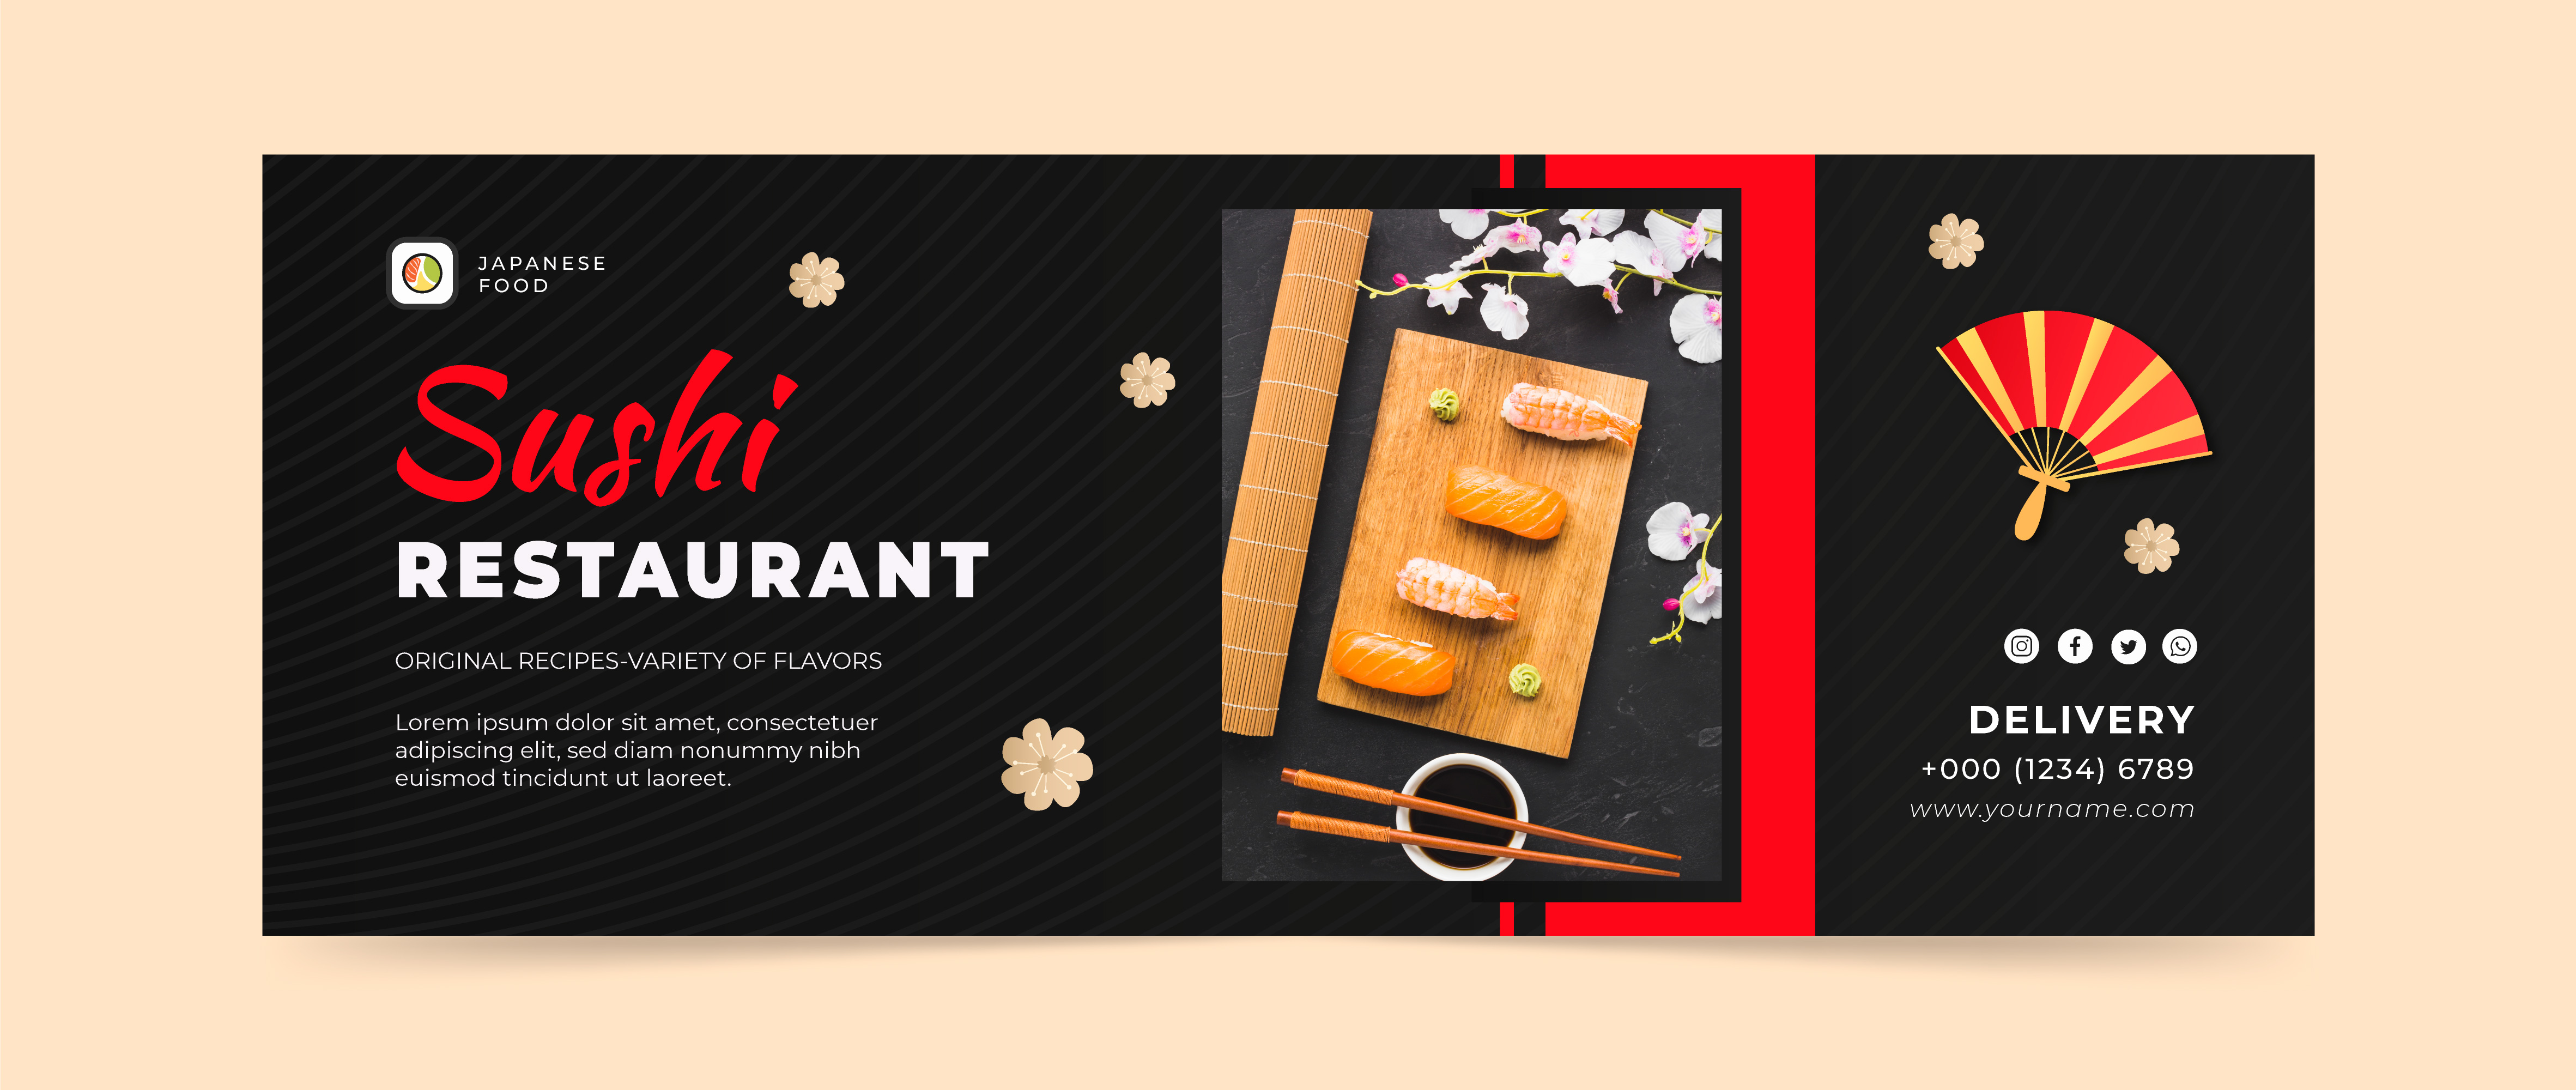 JAPANESE
FOOD
Sushi
RESTAURANT
ORIGINAL RECIPES-VARIETY OF FLAVORS
Lorem ipsum dolor sit amet, consectetuer
adipiscing elit, sed diam nonummy nibh
euismod tincidunt ut laoreet.
DELIVERY
+000 (1234) 6789
www.yourname.com